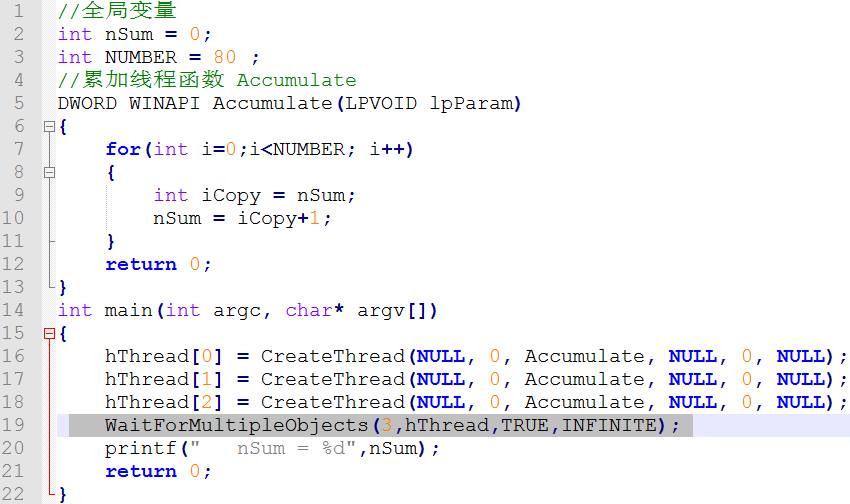 1 //全局变量
2 int nSum = 0;
3 int NUMBER = 80 ;
4 //累加线程函数 Accumulate
5 DWORD WINAPI Accumulate(LPVOID lpParam)
6 {
7 for(int i=0;i<NUMBER; i++)
8 {
9 int iCopy = nSum;
10 nSum = iCopy+1;
11 }
12 return 0;
13 }
14 int main(int argc, char* argv[])
15 {
16 hThread[0] = CreateThread(NULL, 0, Accumulate, NULL, 0, NULL);
17 hThread[1] = CreateThread(NULL, 0, Accumulate, NULL, 0, NULL);
18 hThread[2] = CreateThread(NULL, 0, Accumulate, NULL, 0, NULL);
19 WaitForMultipleObjects(3,hThread,TRUE,INFINITE);
20 printf("   nSum = %d",nSum);
21 return 0;
22 }